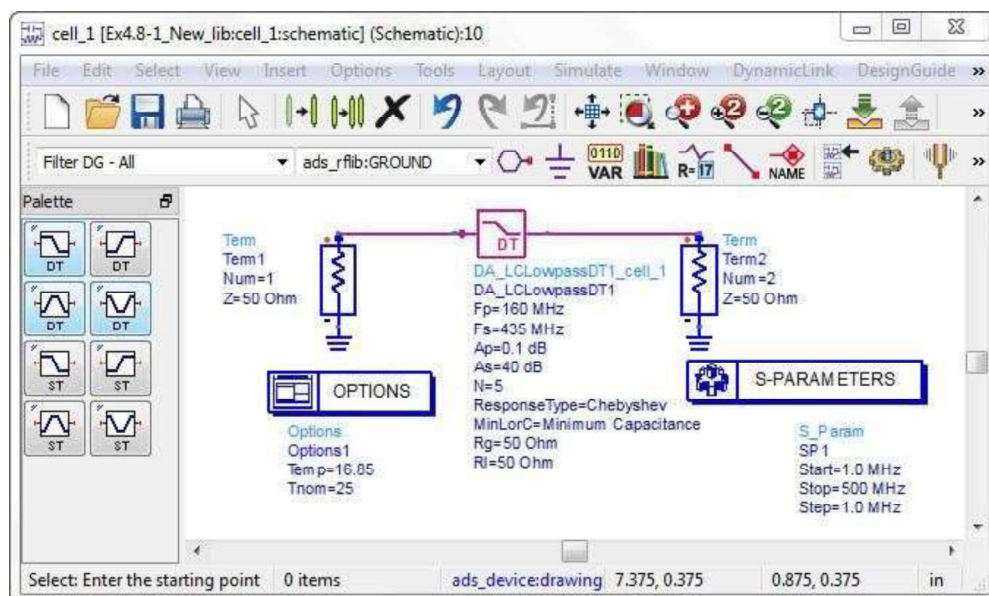 cell_1 [Ex4.8-1_New_lib:cell_1:schematic] (Schematic):10
File Edit Select View Insert Options Tools Layout Simulate Window DynamicLink DesignGuide »
+2 -2 »
Filter DG - All ads_rflib:GROUND 0110 VAR R=17 NAME »
Palette
DT DT
DT DT
ST ST
ST ST
Term
Term1
Num=1
Z=50 Ohm
DT
DA_LCLowpassDT1_cell_1
DA_LCLowpassDT1
Fp=160 MHz
Fs=435 MHz
Ap=0.1 dB
As=40 dB
N=5
ResponseType=Chebyshev
MinLorC=Minimum Capacitance
Rg=50 Ohm
Rl=50 Ohm
Term
Term2
Num=2
Z=50 Ohm
OPTIONS
Options
Options1
Temp=16.85
Tnom=25
S-PARAMETERS
S_Param
SP1
Start=1.0 MHz
Stop=500 MHz
Step=1.0 MHz
Select: Enter the starting point 0 items ads_device:drawing 7.375, 0.375 0.875, 0.375 in